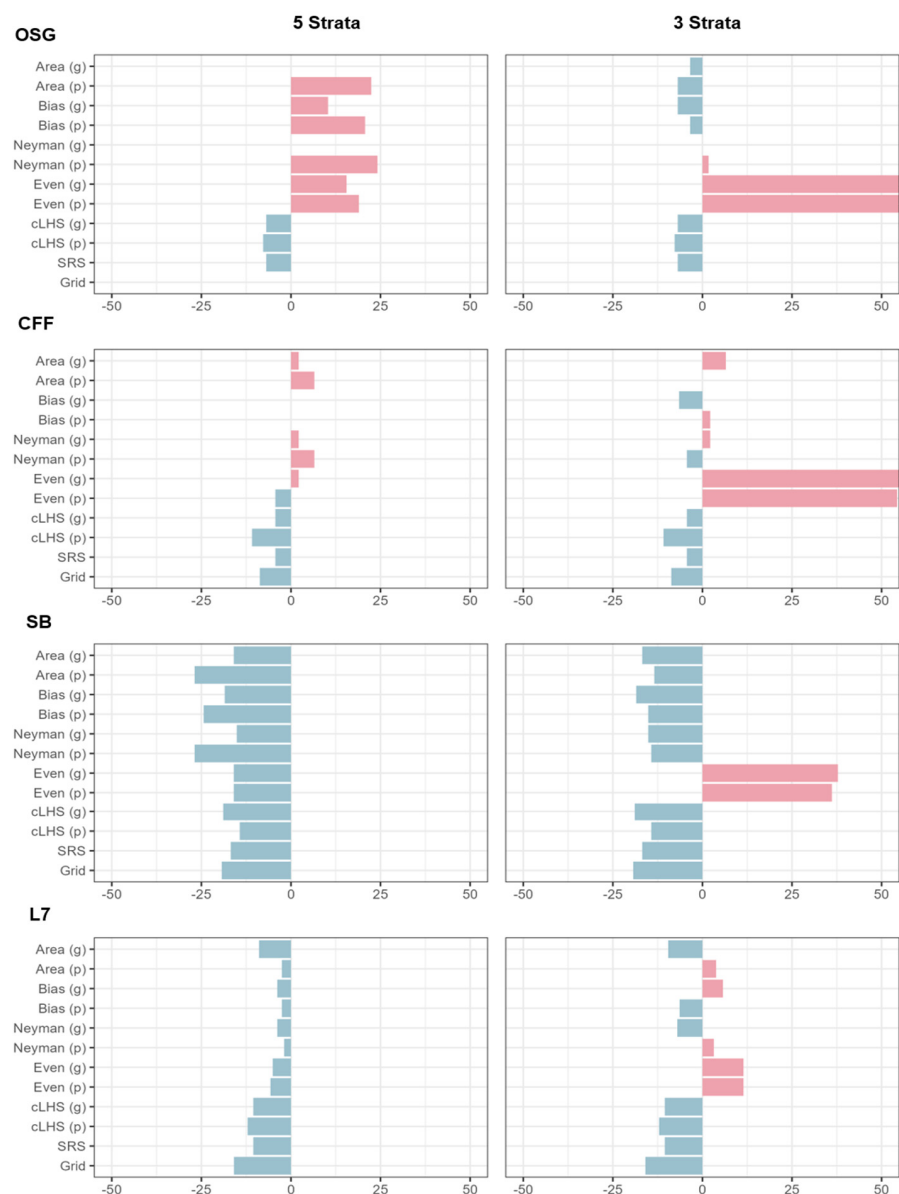 5 Strata 3 Strata
OSG
Area (g)
Area (p)
Bias (g)
Bias (p)
Neyman (g)
Neyman (p)
Even (g)
Even (p)
cLHS (g)
cLHS (p)
SRS
Grid
-50 -25 0 25 50 -50 -25 0 25 50
CFF
Area (g)
Area (p)
Bias (g)
Bias (p)
Neyman (g)
Neyman (p)
Even (g)
Even (p)
cLHS (g)
cLHS (p)
SRS
Grid
-50 -25 0 25 50 -50 -25 0 25 50
SB
Area (g)
Area (p)
Bias (g)
Bias (p)
Neyman (g)
Neyman (p)
Even (g)
Even (p)
cLHS (g)
cLHS (p)
SRS
Grid
-50 -25 0 25 50 -50 -25 0 25 50
L7
Area (g)
Area (p)
Bias (g)
Bias (p)
Neyman (g)
Neyman (p)
Even (g)
Even (p)
cLHS (g)
cLHS (p)
SRS
Grid
-50 -25 0 25 50 -50 -25 0 25 50